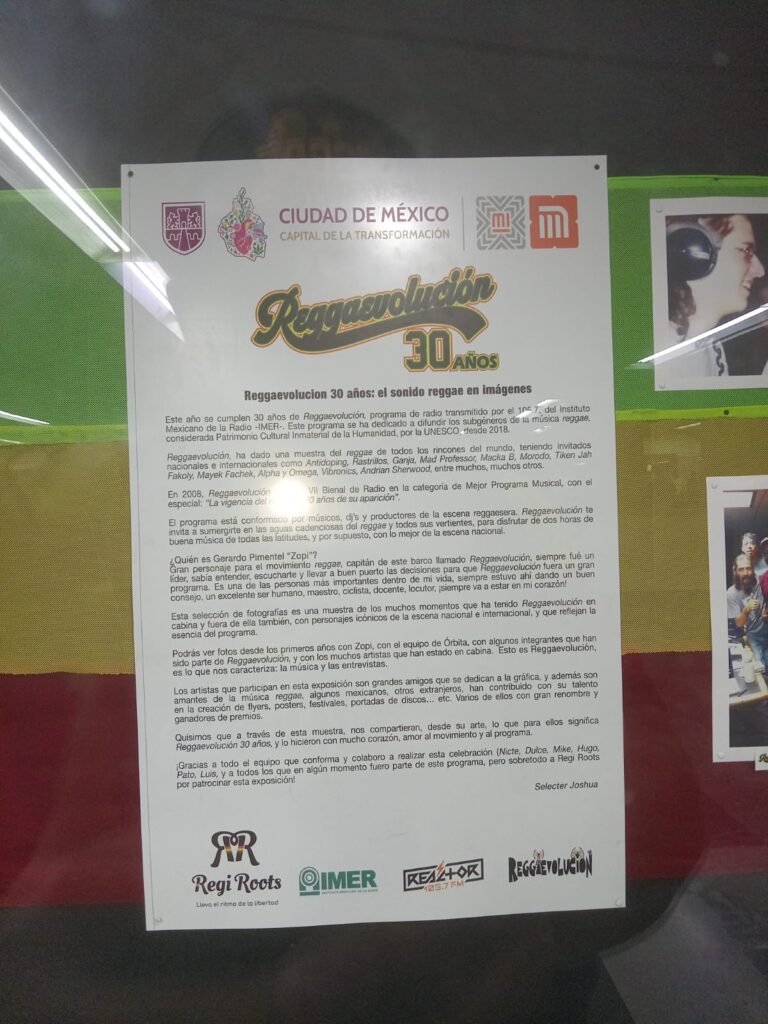 CIUDAD DE MÉXICO
CAPITAL DE LA TRANSFORMACIÓN
MI
Reggaevolución
30 AÑOS
Reggaevolucion 30 años: el sonido reggae en imágenes
Este año se cumplen 30 años de Reggaevolución, programa de radio transmitido por el 105.7, del Instituto
Mexicano de la Radio -IMER-. Este programa se ha dedicado a difundir los subgéneros de la música reggae,
considerada Patrimonio Cultural Inmaterial de la Humanidad, por la UNESCO, desde 2018.
Reggaevolución, ha dado una muestra del reggae de todos los rincones del mundo, teniendo invitados
nacionales e internacionales como Antidoping, Rastrillos, Ganja, Mad Professor, Macka B, Morodo, Tiken Jah
Fakoly, Mayek Fachek, Alpha y Omega, Vibronics, Andrian Sherwood, entre muchos, muchos otros.
En 2008, Reggaevolución VII Bienal de Radio en la categoría de Mejor Programa Musical, con el
especial: "La vigencia del 0 años de su aparición".
El programa está conformado por músicos, dj's y productores de la escena reggaesera. Reggaevolución te
invita a sumergirte en las aguas cadenciosas del reggae y todos sus vertientes, para disfrutar de dos horas de
buena música de todas las latitudes, y por supuesto, con lo mejor de la escena nacional.
¿Quién es Gerardo Pimentel "Zopi"?
Gran personaje para el movimiento reggae, capitán de este barco llamado Reggaevolución, siempre fué un
líder, sabía entender, escucharte y llevar a buen puerto las decisiones para que Reggaevolución fuera un gran
programa. Es una de las personas más importantes dentro de mi vida, siempre estuvo ahí dando un buen
consejo, un excelente ser humano, maestro, ciclista, docente, locutor, ¡siempre va a estar en mi corazón!
Esta selección de fotografías es una muestra de los muchos momentos que ha tenido Reggaevolución en
cabina y fuera de ella también, con personajes icónicos de la escena nacional e internacional, y que reflejan la
esencia del programa.
Podrás ver fotos desde los primeros años con Zopi, con el equipo de Órbita, con algunos integrantes que han
sido parte de Reggaevolución, y con los muchos artistas que han estado en cabina. Esto es Reggaevolución,
es lo que nos caracteriza: la música y las entrevistas.
Los artistas que participan en esta exposición son grandes amigos que se dedican a la gráfica, y además son
amantes de la música reggae, algunos mexicanos, otros extranjeros, han contribuido con su talento
en la creación de flyers, posters, festivales, portadas de discos... etc. Varios de ellos con gran renombre y
ganadores de premios.
Quisimos que a través de esta muestra, nos compartieran, desde su arte, lo que para ellos significa
Reggaevolución 30 años, y lo hicieron con mucho corazón, amor al movimiento y al programa.
¡Gracias a todo el equipo que conforma y colaboro a realizar esta celebración (Nicte, Dulce, Mike, Hugo,
Pato, Luis, y a todos los que en algún momento fuero parte de este programa, pero sobretodo a Regi Roots
por patrocinar esta exposición!
Selecter Joshua
Regi Roots
Lleva el ritmo de la libertad
IMER
INSTITUTO MEXICANO DE LA RADIO
REACTOR
105.7 FM
REGGAEVOLUCIÓN